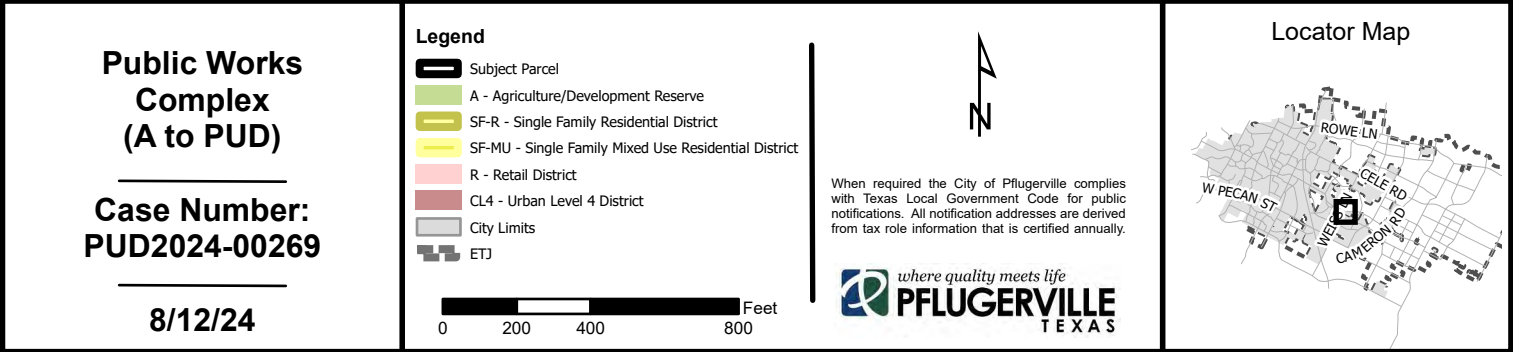 Public Works
Complex
(A to PUD)
Case Number:
PUD2024-00269
8/12/24
Legend
Subject Parcel
A - Agriculture/Development Reserve
SF-R - Single Family Residential District
SF-MU - Single Family Mixed Use Residential District
R - Retail District
CL4 - Urban Level 4 District
City Limits
ETJ
Feet
0 200 400 800
N
When required the City of Pflugerville complies
with Texas Local Government Code for public
notifications. All notification addresses are derived
from tax role information that is certified annually.
where quality meets life
PFLUGERVILLE
TEXAS
Locator Map
ROWE LN
CELE RD
W PECAN ST
CAMERON RD